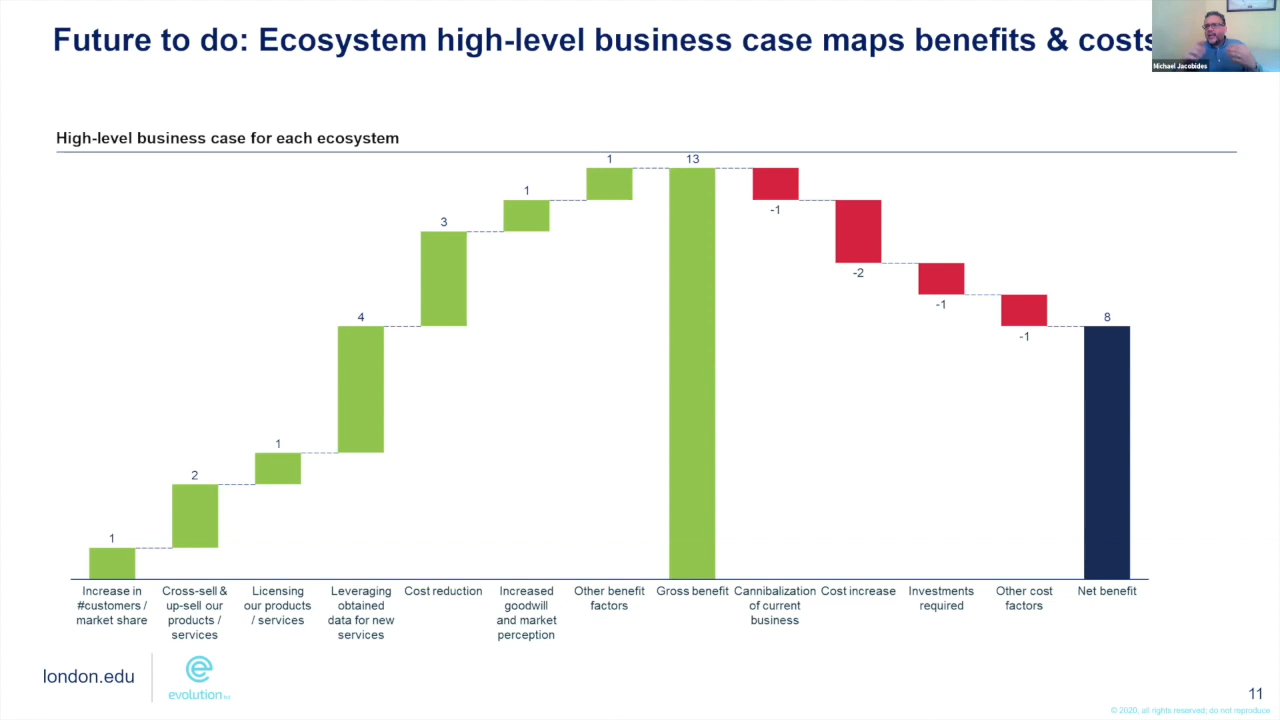 Future to do: Ecosystem high-level business case maps benefits & costs
Michael Jacobides
High-level business case for each ecosystem
1
2
1
4
3
1
1
13
-1
-2
-1
-1
8
Increase in
#customers /
market share
Cross-sell &
up-sell our
products /
services
Licensing
our products
/ services
Leveraging
obtained
data for new
services
Cost reduction
Increased
goodwill
and market
perception
Other benefit
factors
Gross benefit
Cannibalization
of current
business
Cost increase
Investments
required
Other cost
factors
Net benefit
london.edu
evolution ltd
11
© 2020, all rights reserved; do not reproduce